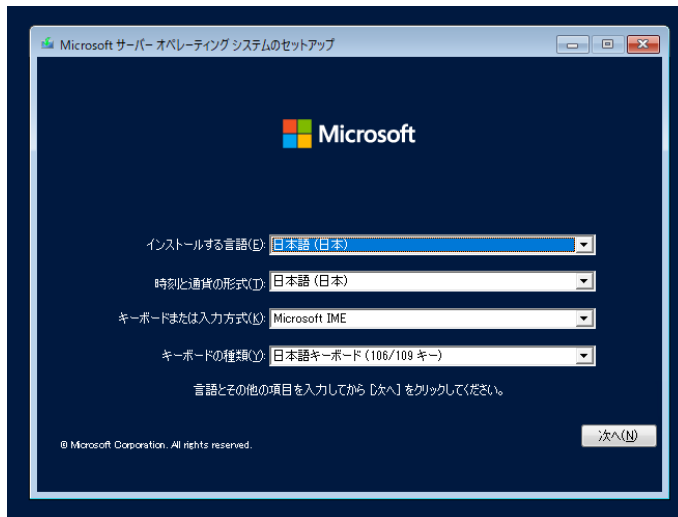 Microsoft サーバー オペレーティング システムのセットアップ
Microsoft
インストールする言語(E): 日本語 (日本)
時刻と通貨の形式(T): 日本語 (日本)
キーボードまたは入力方式(K): Microsoft IME
キーボードの種類(Y): 日本語キーボード (106/109 キー)
言語とその他の項目を入力してから [次へ] をクリックしてください。
© Microsoft Corporation. All rights reserved.
次へ(N)